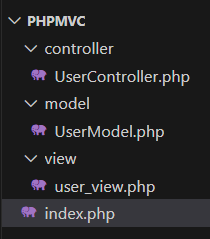 PHPMVC
controller
UserController.php
model
UserModel.php
view
user_view.php
index.php